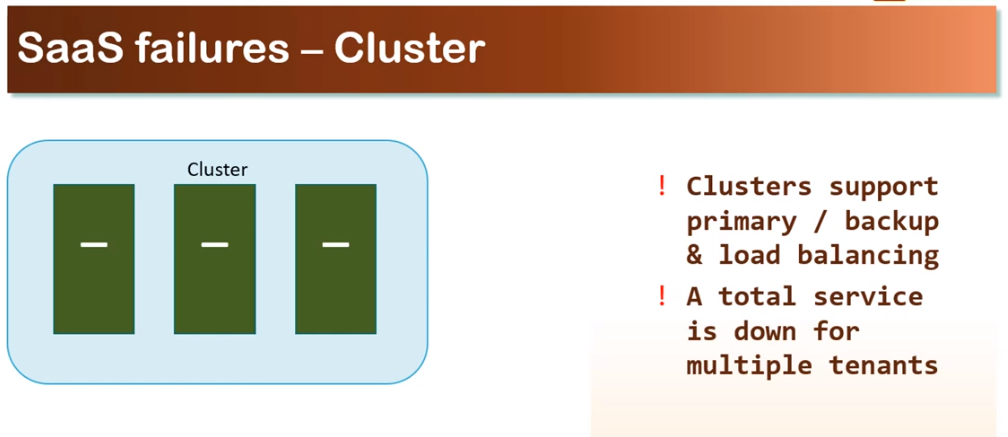 SaaS failures – Cluster
Cluster
! Clusters support
primary / backup
& load balancing
! A total service
is down for
multiple tenants